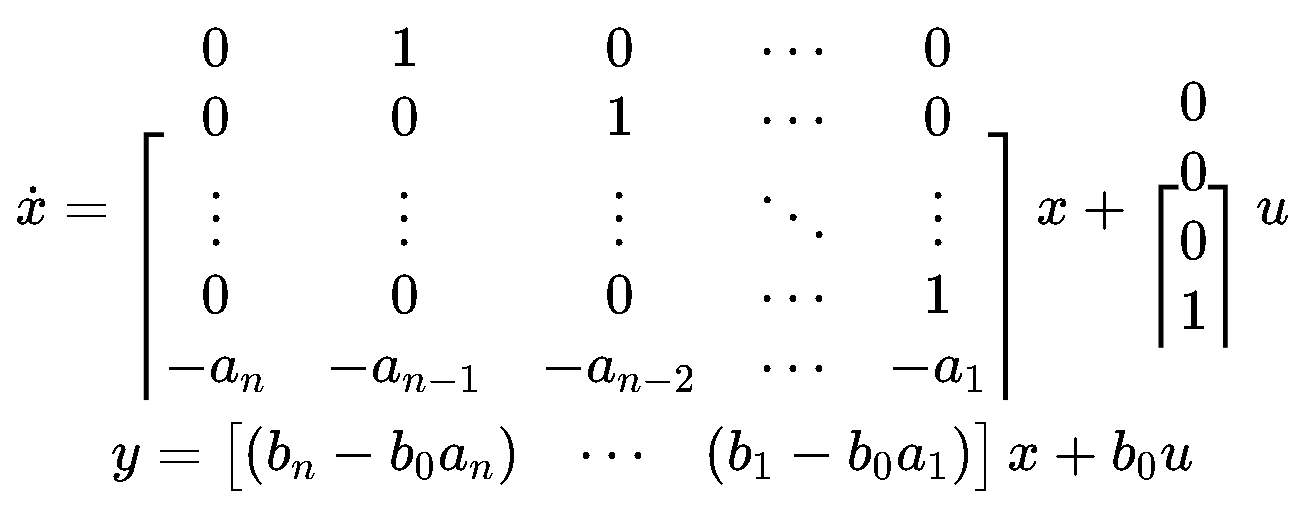 0 1 0 ⋯ 0
0 0 1 ⋯ 0 0
ẋ = [ ⋮ ⋮ ⋮ ⋱ ⋮ ] x + [ 0 0 ] u
0 0 0 ⋯ 1 1
−aₙ −aₙ₋₁ −aₙ₋₂ ⋯ −a₁
y = [(bₙ − b₀aₙ) ⋯ (b₁ − b₀a₁)] x + b₀u